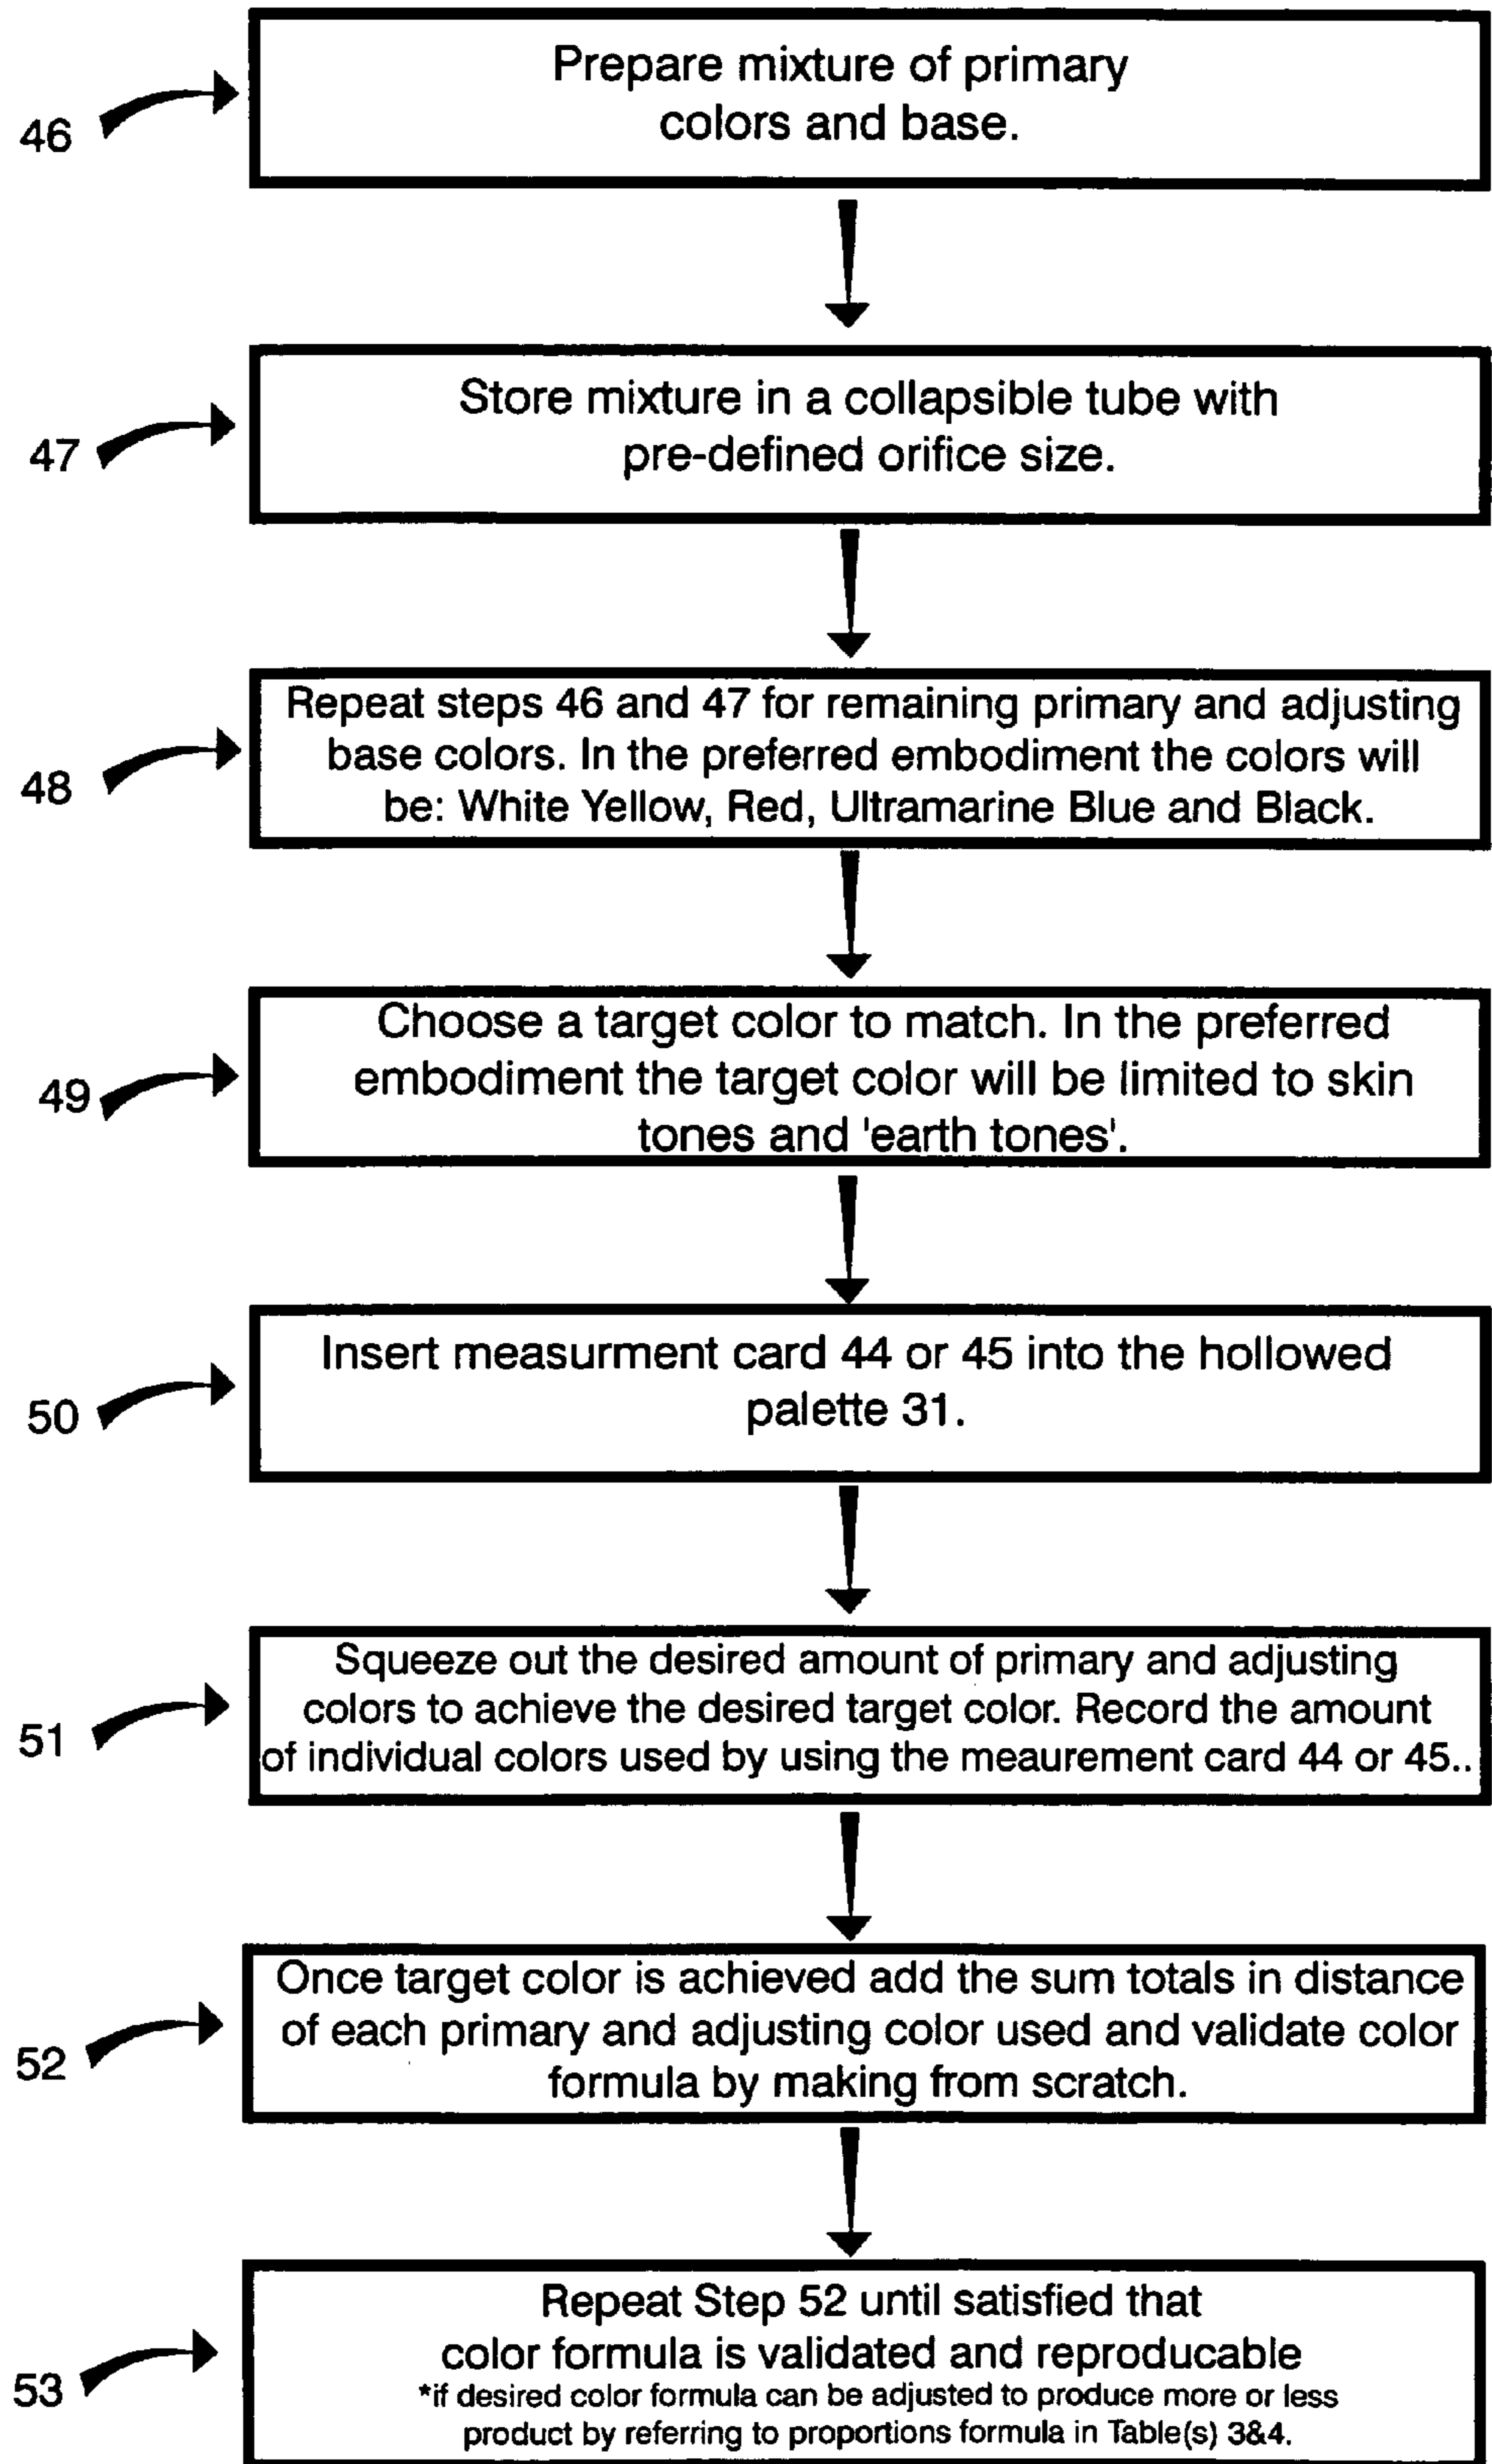 46
Prepare mixture of primary
colors and base.
47
Store mixture in a collapsible tube with
pre-defined orifice size.
48
Repeat steps 46 and 47 for remaining primary and adjusting
base colors. In the preferred embodiment the colors will
be: White Yellow, Red, Ultramarine Blue and Black.
49
Choose a target color to match. In the preferred
embodiment the target color will be limited to skin
tones and 'earth tones'.
50
Insert measurment card 44 or 45 into the hollowed
palette 31.
51
Squeeze out the desired amount of primary and adjusting
colors to achieve the desired target color. Record the amount
of individual colors used by using the meaurement card 44 or 45..
52
Once target color is achieved add the sum totals in distance
of each primary and adjusting color used and validate color
formula by making from scratch.
53
Repeat Step 52 until satisfied that
color formula is validated and reproducable
*if desired color formula can be adjusted to produce more or less
product by referring to proportions formula in Table(s) 3&4.